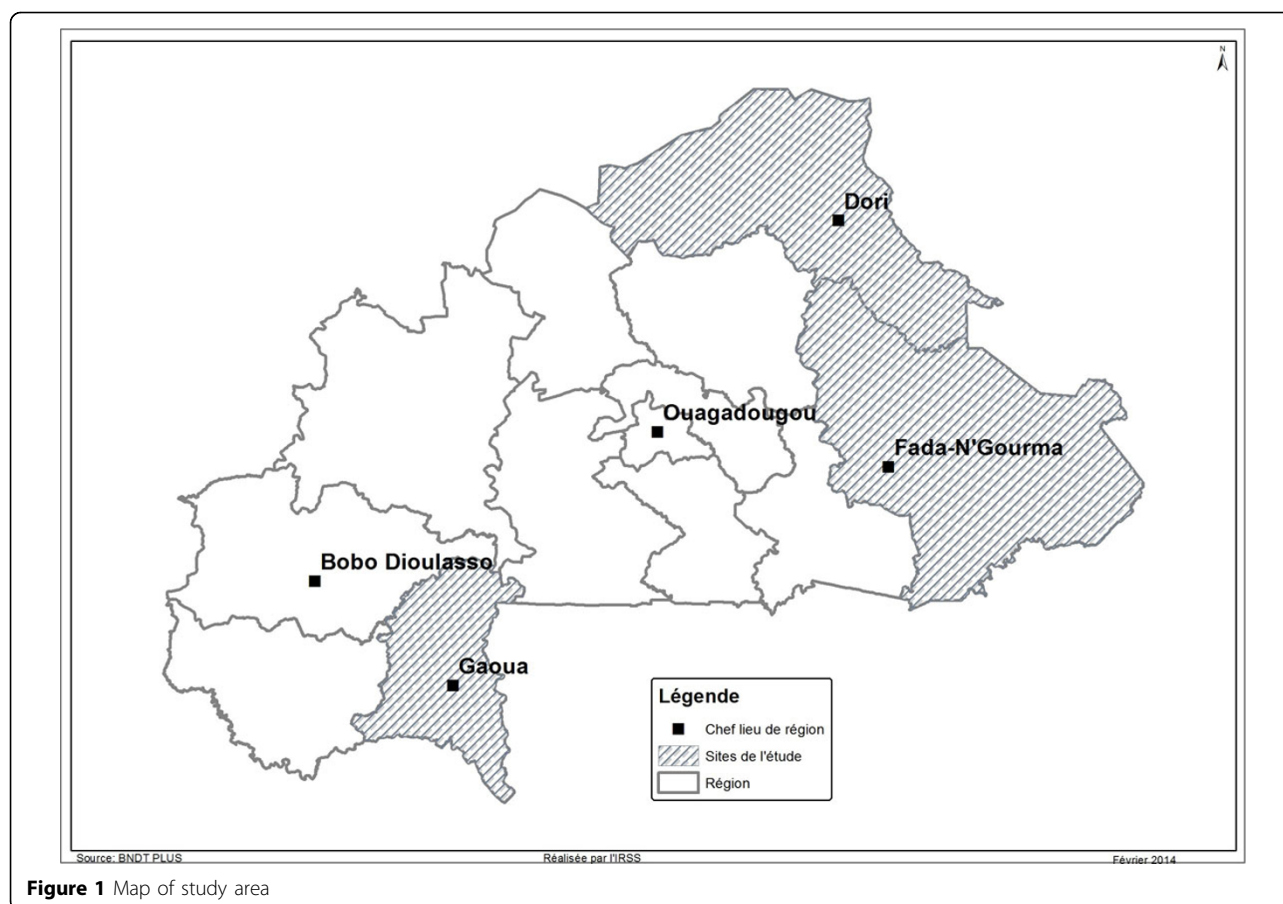 N
Dori
Ouagadougou
Fada-N'Gourma
Bobo Dioulasso
Gaoua
Légende
Chef lieu de région
Sites de l'étude
Région
Source: BNDT PLUS Réalisée par l'IRSS Février 2014
Figure 1 Map of study area